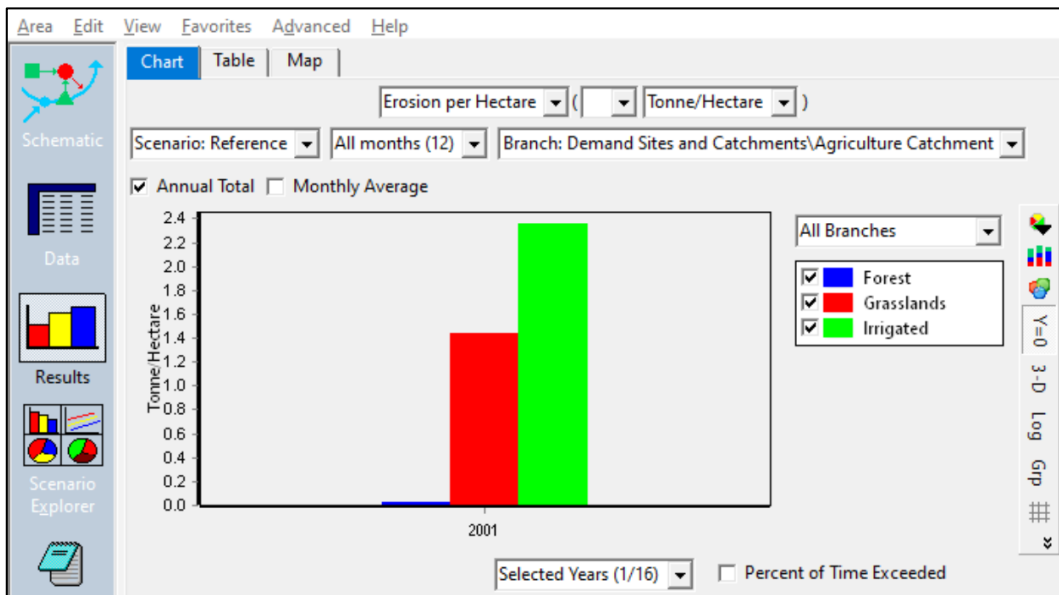 Area Edit View Favorites Advanced Help
Chart Table Map
Erosion per Hectare ( Tonne/Hectare )
Schematic
Scenario: Reference All months (12) Branch: Demand Sites and Catchments\Agriculture Catchment
Annual Total Monthly Average
Data
Results
Scenario
Explorer
Tonne/Hectare
2.4
2.2
2.0
1.8
1.6
1.4
1.2
1.0
0.8
0.6
0.4
0.2
0.0
2001
All Branches
Forest
Grasslands
Irrigated
Y=0
3-D
Log
Grp
Selected Years (1/16) Percent of Time Exceeded